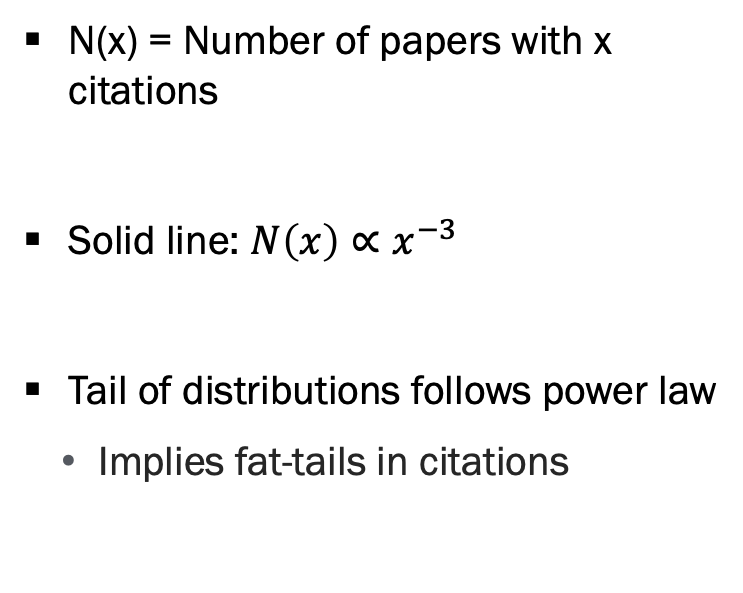 ▪ N(x) = Number of papers with x
citations
▪ Solid line: N(x) ∝ x⁻³
▪ Tail of distributions follows power law
• Implies fat-tails in citations